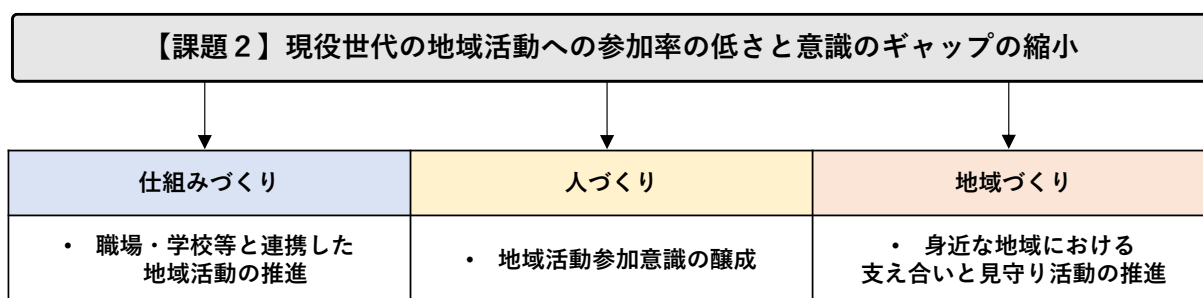 【課題２】現役世代の地域活動への参加率の低さと意識のギャップの縮小
仕組みづくり
人づくり
地域づくり
• 職場・学校等と連携した
地域活動の推進
• 地域活動参加意識の醸成
• 身近な地域における
支え合いと見守り活動の推進